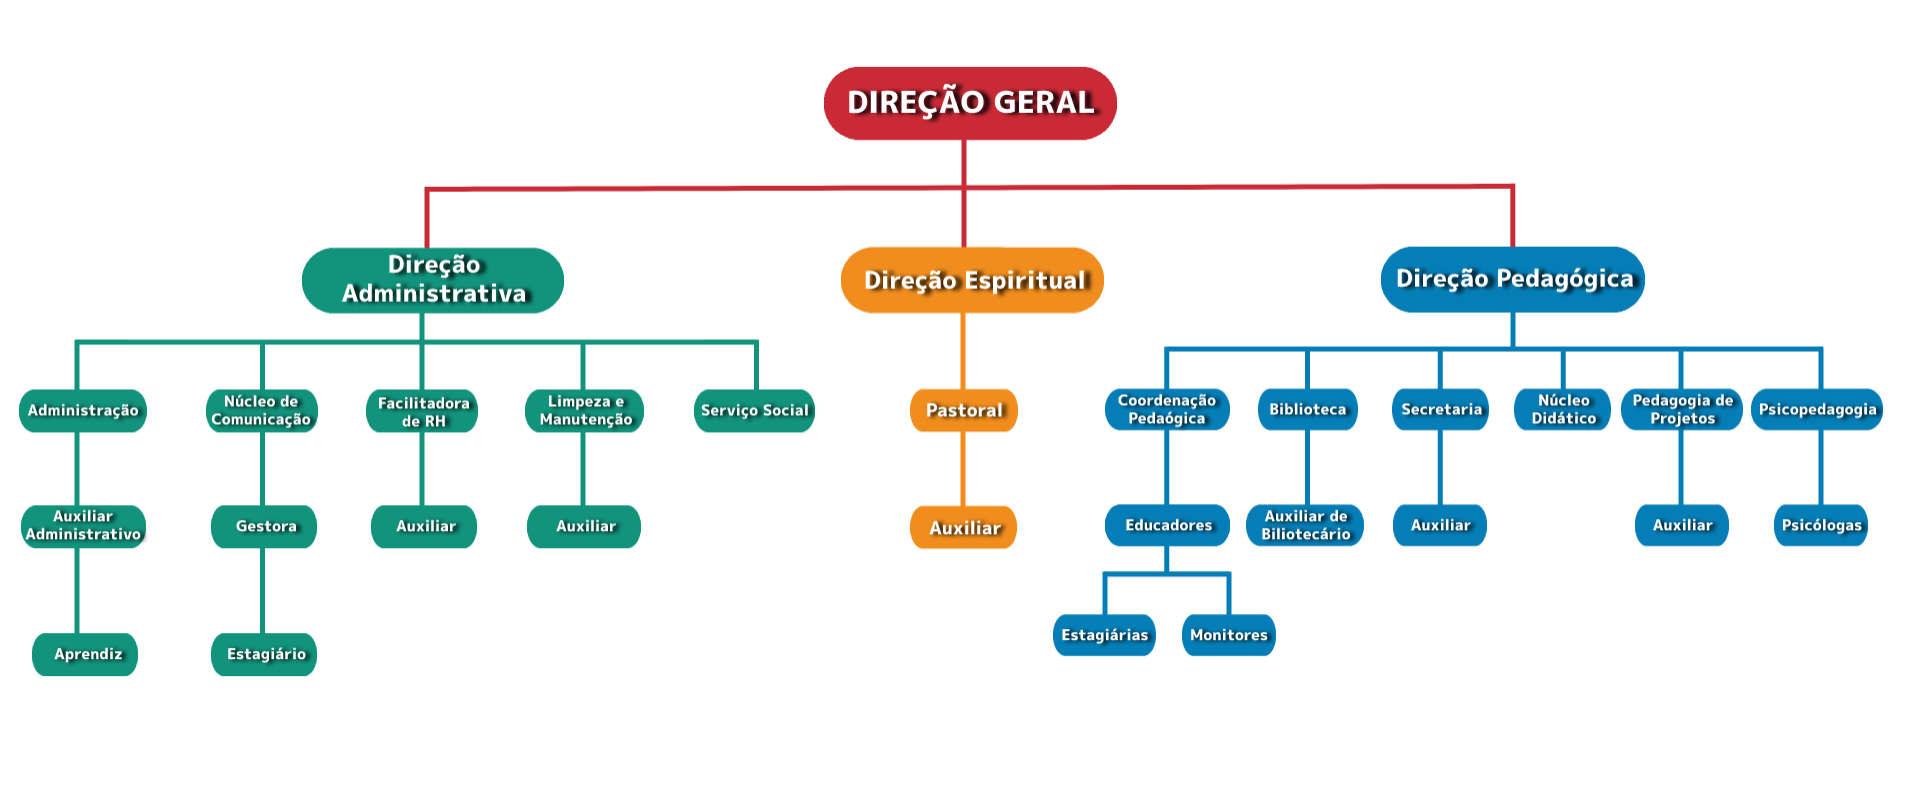 DIREÇÃO GERAL
Direção
Administrativa
Direção Espiritual
Direção Pedagógica
Administração
Núcleo de
Comunicação
Facilitadora
de RH
Limpeza e
Manutenção
Serviço Social
Pastoral
Coordenação
Pedaógica
Biblioteca
Secretaria
Núcleo
Didático
Pedagogia de
Projetos
Psicopedagogia
Auxiliar
Administrativo
Gestora
Auxiliar
Auxiliar
Auxiliar
Educadores
Auxiliar de
Biliotecário
Auxiliar
Auxiliar
Psicólogas
Aprendiz
Estagiário
Estagiárias
Monitores